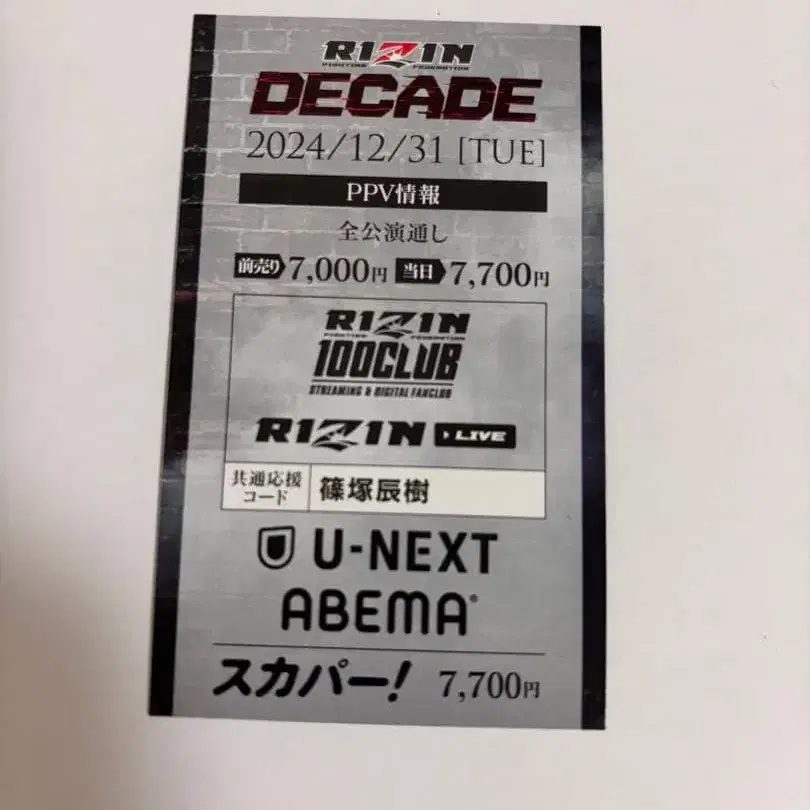 RIZIN
FIGHTING FEDERATION
DECADE
2024/12/31 [TUE]
PPV情報
全公演通し
前売り 7,000円 当日 7,700円
RIZIN
FIGHTING FEDERATION
100CLUB
STREAMING & DIGITAL FANCLUB
RIZIN LIVE
共通応援
コード
篠塚辰樹
U-NEXT
ABEMA®
スカパー! 7,700円